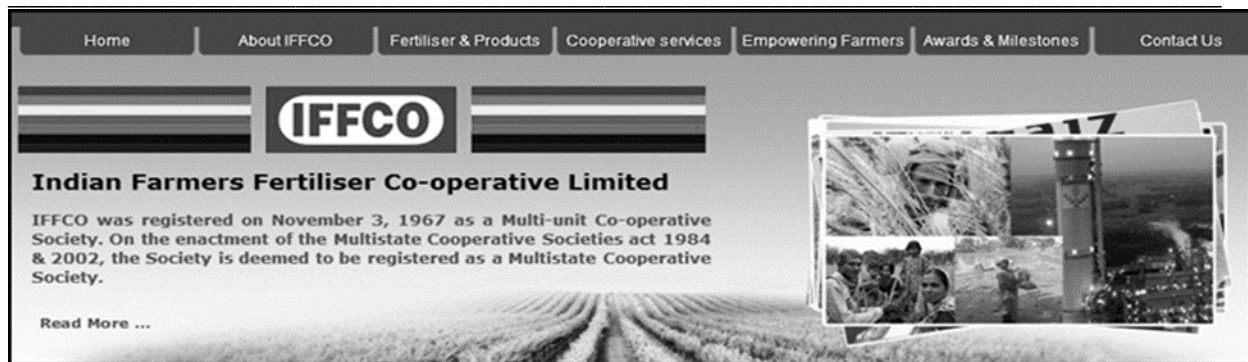 Home About IFFCO Fertiliser & Products Cooperative services Empowering Farmers Awards & Milestones Contact Us
IFFCO
Indian Farmers Fertiliser Co-operative Limited
IFFCO was registered on November 3, 1967 as a Multi-unit Co-operative
Society. On the enactment of the Multistate Cooperative Societies act 1984
& 2002, the Society is deemed to be registered as a Multistate Cooperative
Society.
Read More ...